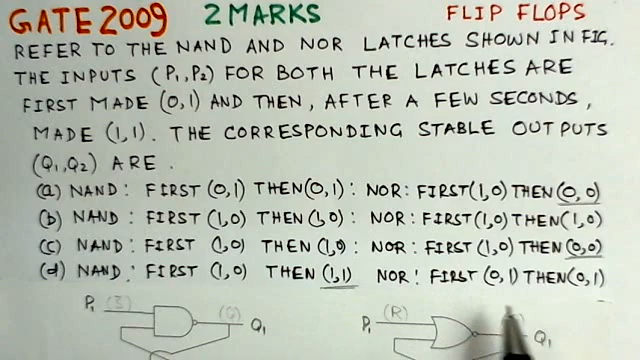 GATE 2009 2 MARKS FLIP FLOPS
REFER TO THE NAND AND NOR LATCHES SHOWN IN FIG.
THE INPUTS (P₁,P₂) FOR BOTH THE LATCHES ARE
FIRST MADE (0,1) AND THEN, AFTER A FEW SECONDS,
MADE (1,1). THE CORRESPONDING STABLE OUTPUTS
(Q₁,Q₂) ARE.
(a) NAND: FIRST (0,1) THEN (0,1): NOR: FIRST (1,0) THEN (0,0)
(b) NAND: FIRST (1,0) THEN (1,0): NOR: FIRST (1,0) THEN (1,0)
(c) NAND: FIRST (1,0) THEN (1,0): NOR: FIRST (1,0) THEN (0,0)
(d) NAND: FIRST (1,0) THEN (1,1) NOR: FIRST (0,1) THEN (0,1)
P₁ (S) (Q) Q₁ P₁ (R) Q₁